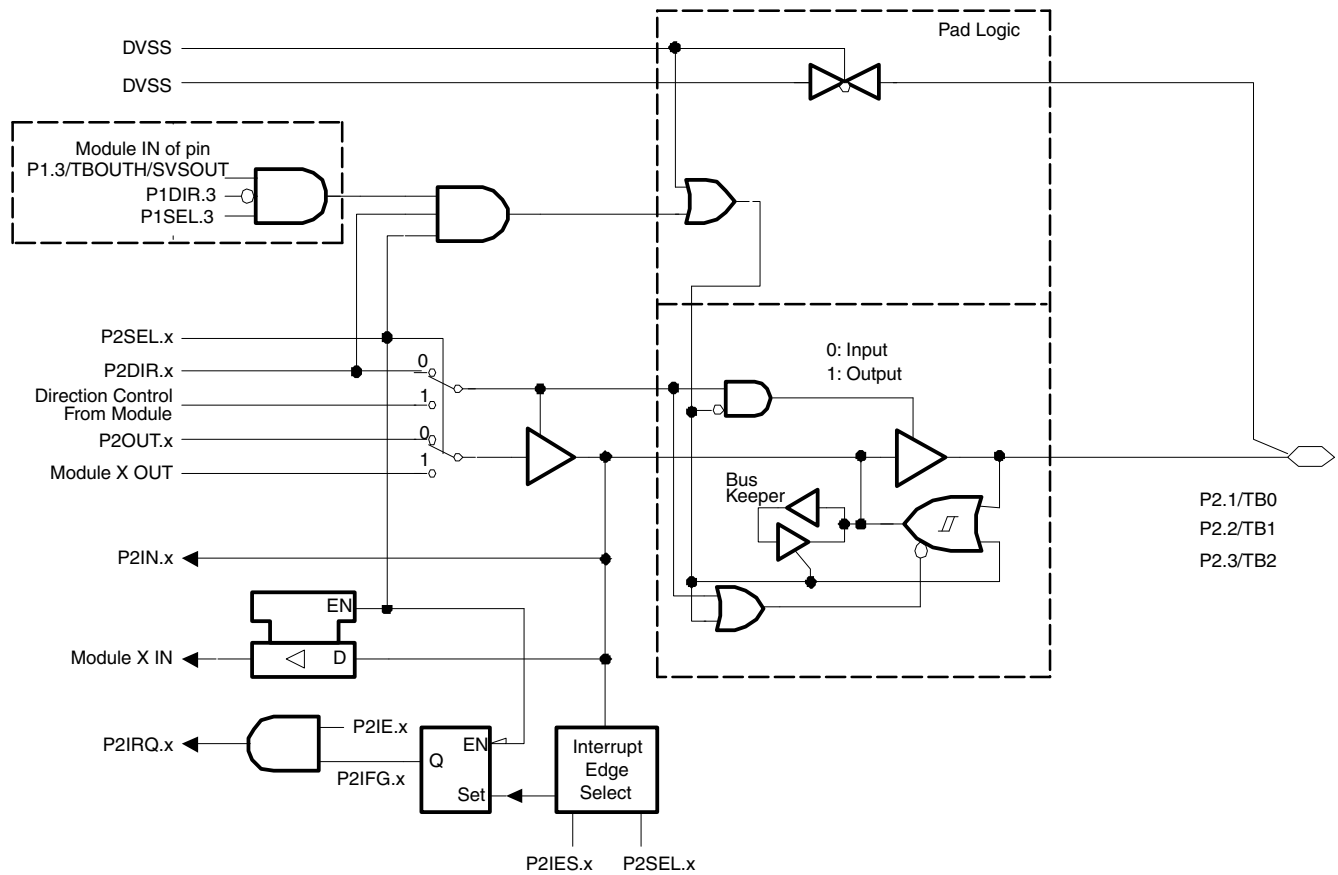 Pad Logic
DVSS
DVSS
Module IN of pin
P1.3/TBOUTH/SVSOUT
P1DIR.3
P1SEL.3
P2SEL.x
P2DIR.x
0
0: Input
1: Output
Direction Control
From Module
1
P2OUT.x
0
Module X OUT
1
Bus
Keeper
P2.1/TB0
P2.2/TB1
P2.3/TB2
P2IN.x
EN
Module X IN
D
P2IE.x
P2IRQ.x
EN
Q
P2IFG.x
Set
Interrupt
Edge
Select
P2IES.x
P2SEL.x